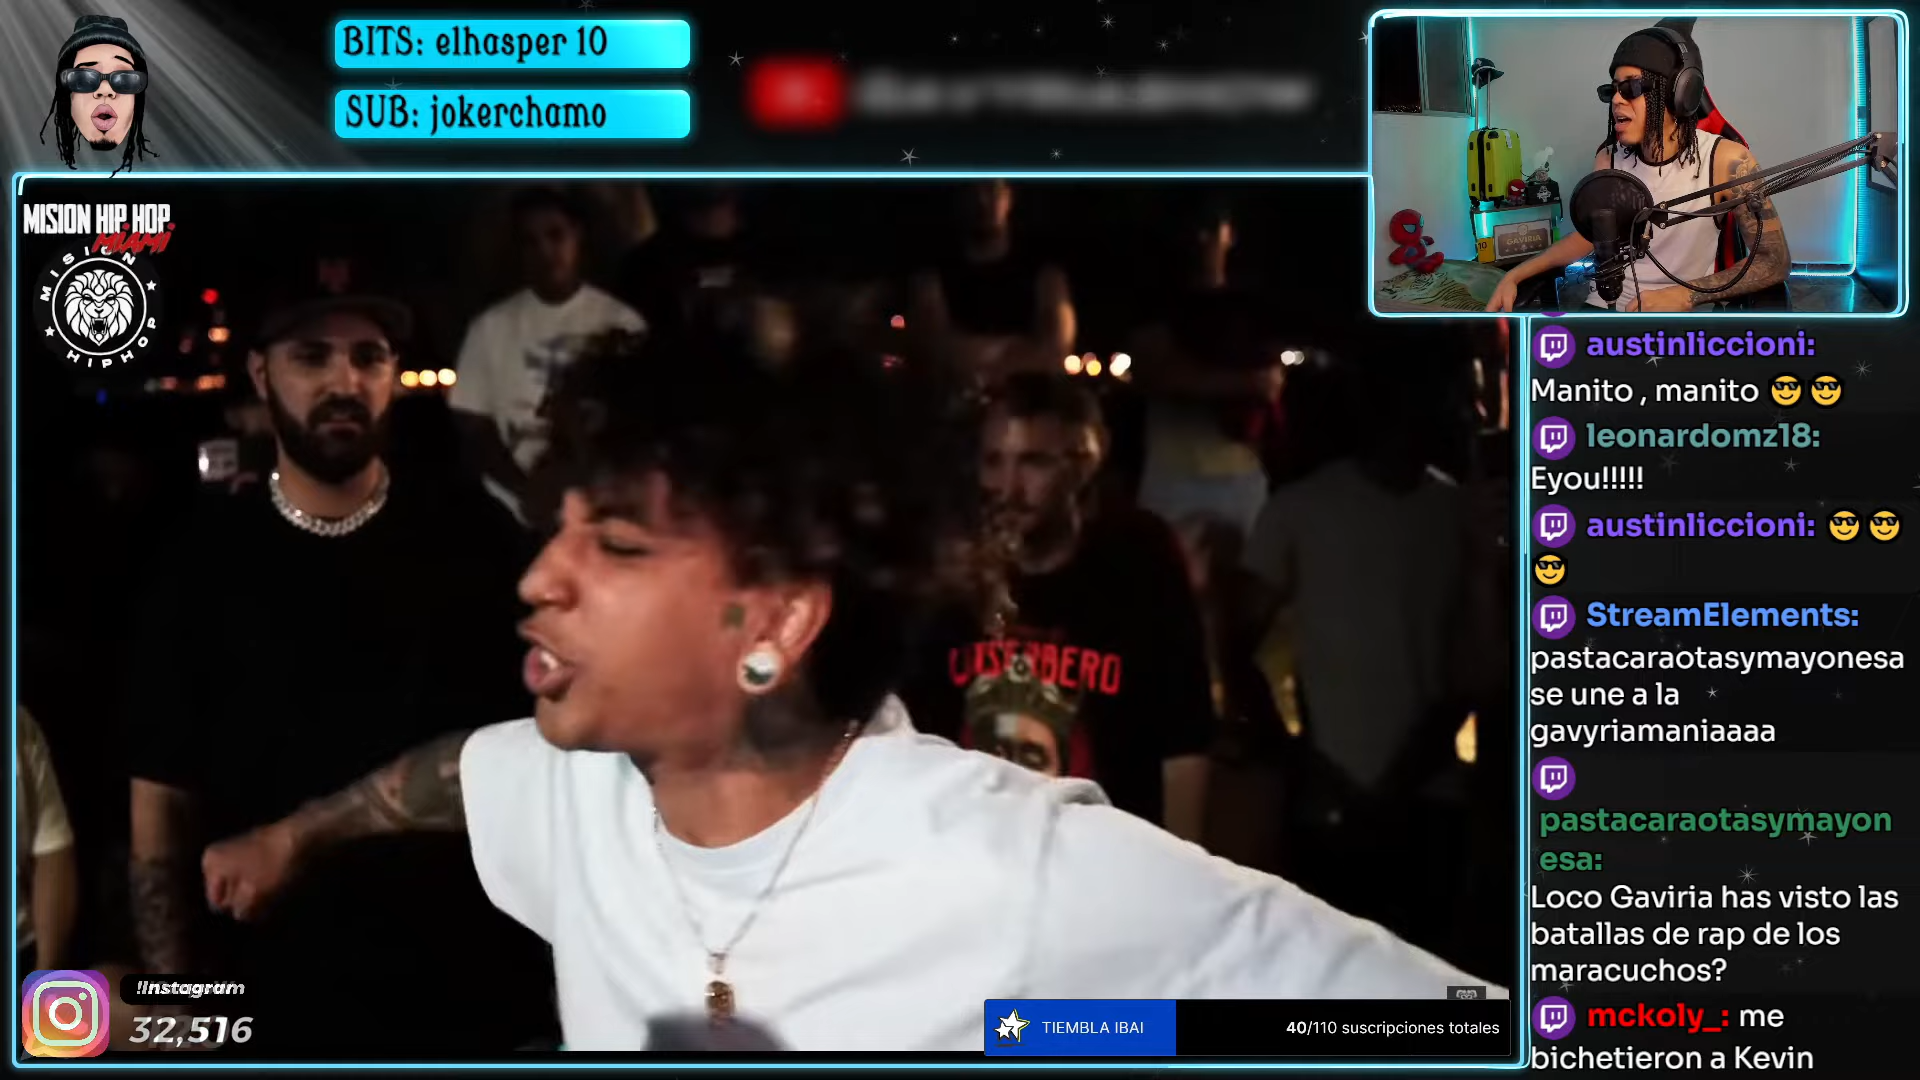 BITS: elhasper 10
SUB: jokerchamo
MISION HIP HOP
MIAMI
MISION
HIPHOP
GAVIRIA
austinliccioni:
Manito , manito 😎 😎
leonardomz18:
Eyou!!!!!
austinliccioni: 😎 😎
😎
StreamElements:
pastacaraotasymayonesa
se une a la
gavyriamaniaaaa
pastacaraotasymayon
esa:
Loco Gaviria has visto las
batallas de rap de los
maracuchos?
mckoly_: me
bichetieron a Kevin
!Instagram
32,516
TIEMBLA IBAI
40/110 suscripciones totales